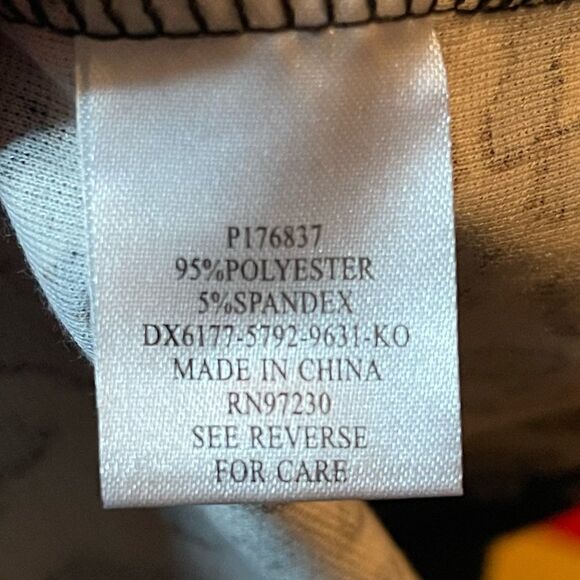 P176837
95%POLYESTER
5%SPANDEX
DX6177-5792-9631-KO
MADE IN CHINA
RN97230
SEE REVERSE
FOR CARE